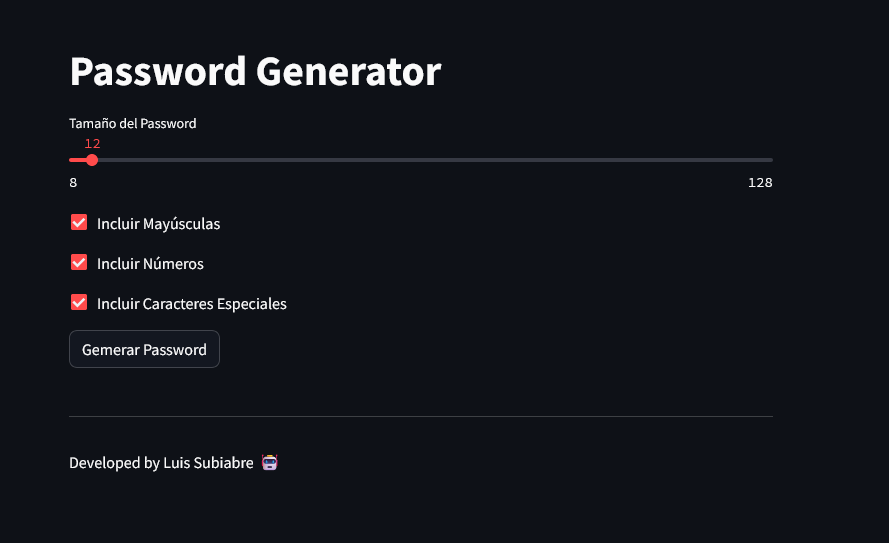 Password Generator
Tamaño del Password
12
8
128
Incluir Mayúsculas
Incluir Números
Incluir Caracteres Especiales
Gemerar Password
Developed by Luis Subiabre